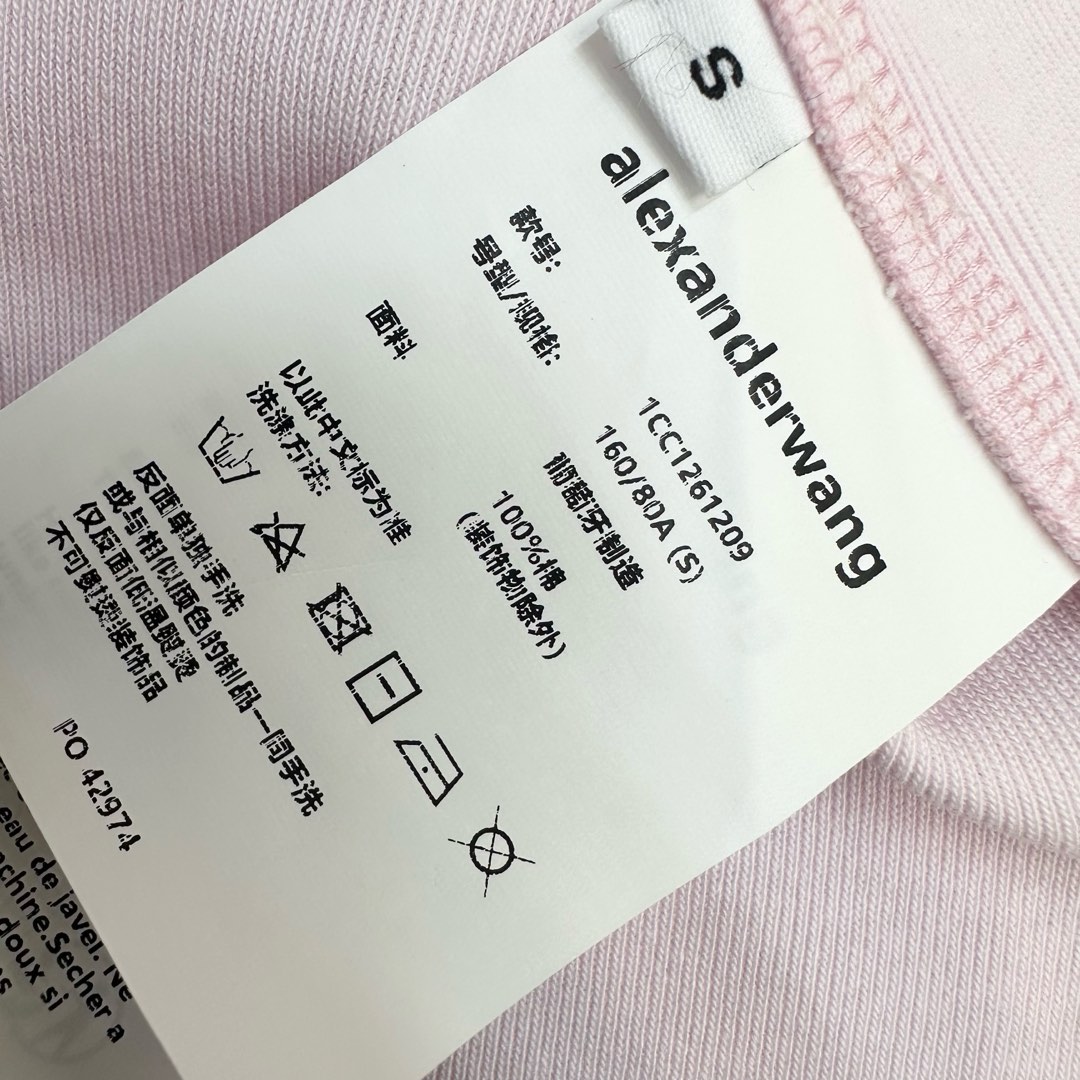 S
alexanderwang
款号: 1CC1261209
号型/规格: 160/80A (S)
葡萄牙制造
面料 100%棉
(装饰物除外)
以此中文标为准
洗涤方法:
反面单独手洗
或与相似颜色的制品一同手洗
仅反面低温熨烫
不可熨烫装饰品
PO 42974
eau de javel. Ne
chine.Secher a
doux si